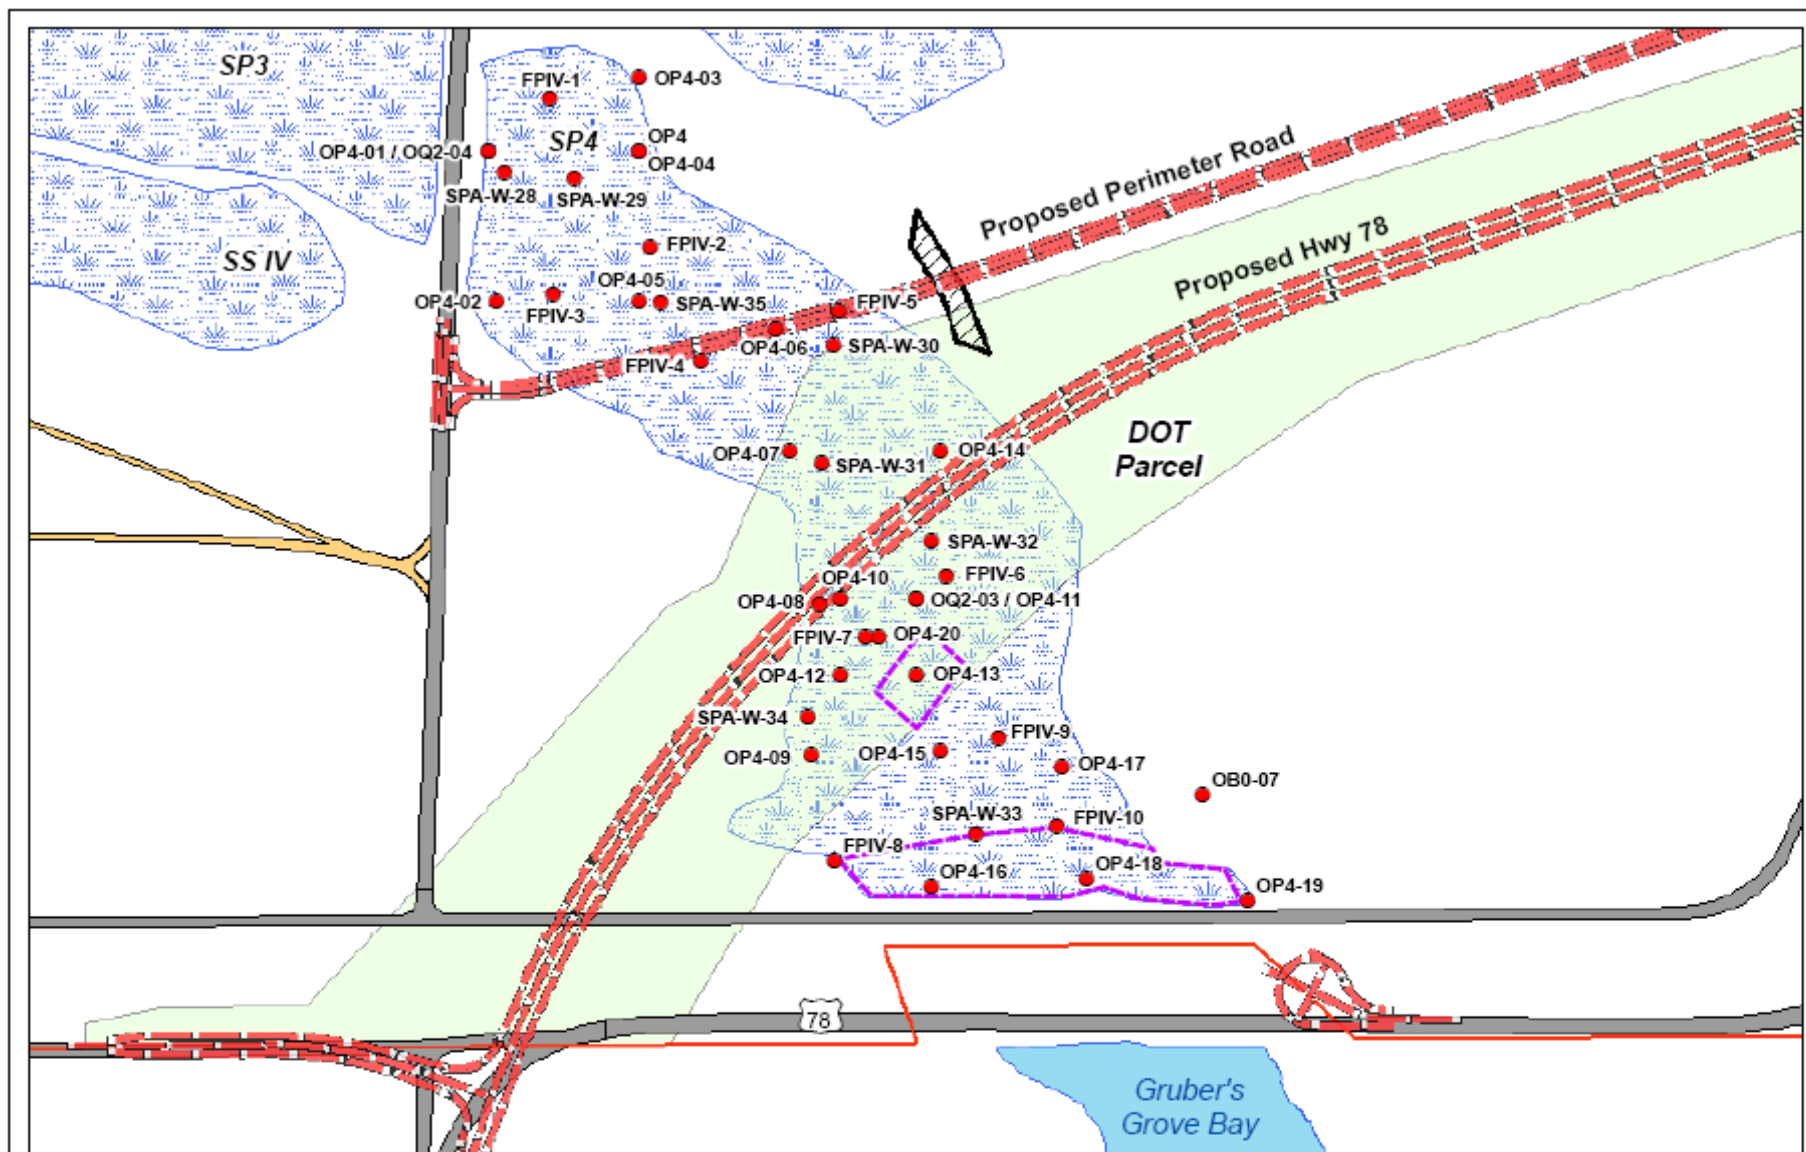 SP3
FPIV-1
OP4-03
SP4
OP4
OP4-01 / OQ2-04
OP4-04
SPA-W-28
SPA-W-29
Proposed Perimeter Road
FPIV-2
Proposed Hwy 78
SS IV
OP4-05
OP4-02
FPIV-3
SPA-W-35
FPIV-5
OP4-06
SPA-W-30
FPIV-4
DOT
Parcel
OP4-07
SPA-W-31
OP4-14
SPA-W-32
OP4-10
FPIV-6
OP4-08
OQ2-03 / OP4-11
FPIV-7
OP4-20
OP4-12
OP4-13
SPA-W-34
FPIV-9
OP4-09
OP4-15
OP4-17
OB0-07
SPA-W-33
FPIV-10
FPIV-8
OP4-16
OP4-18
OP4-19
78
Gruber's
Grove Bay